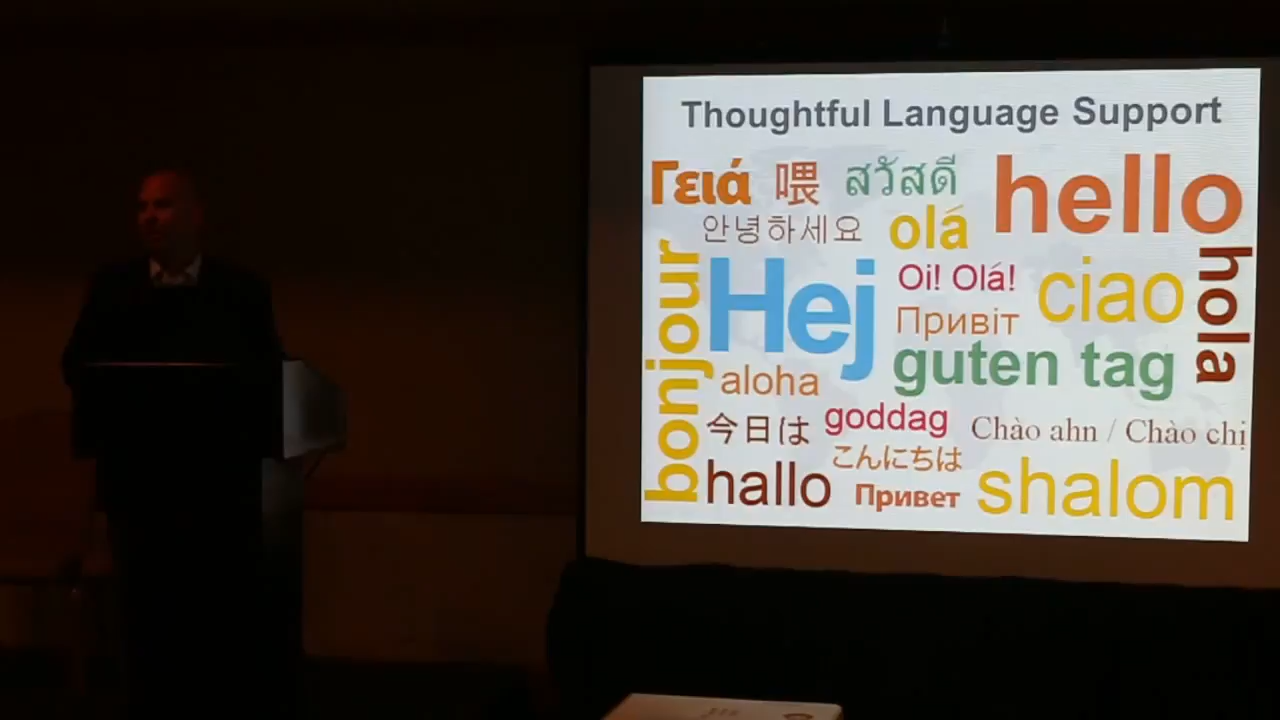 Thoughtful Language Support
Γειά
喂
สวัสดี
hello
안녕하세요
olá
hola
bonjour
Hej
Oi! Olá!
ciao
Привіт
guten tag
aloha
今日は
goddag
Chào ahn / Chào chị
こんにちは
hallo
Привет
shalom